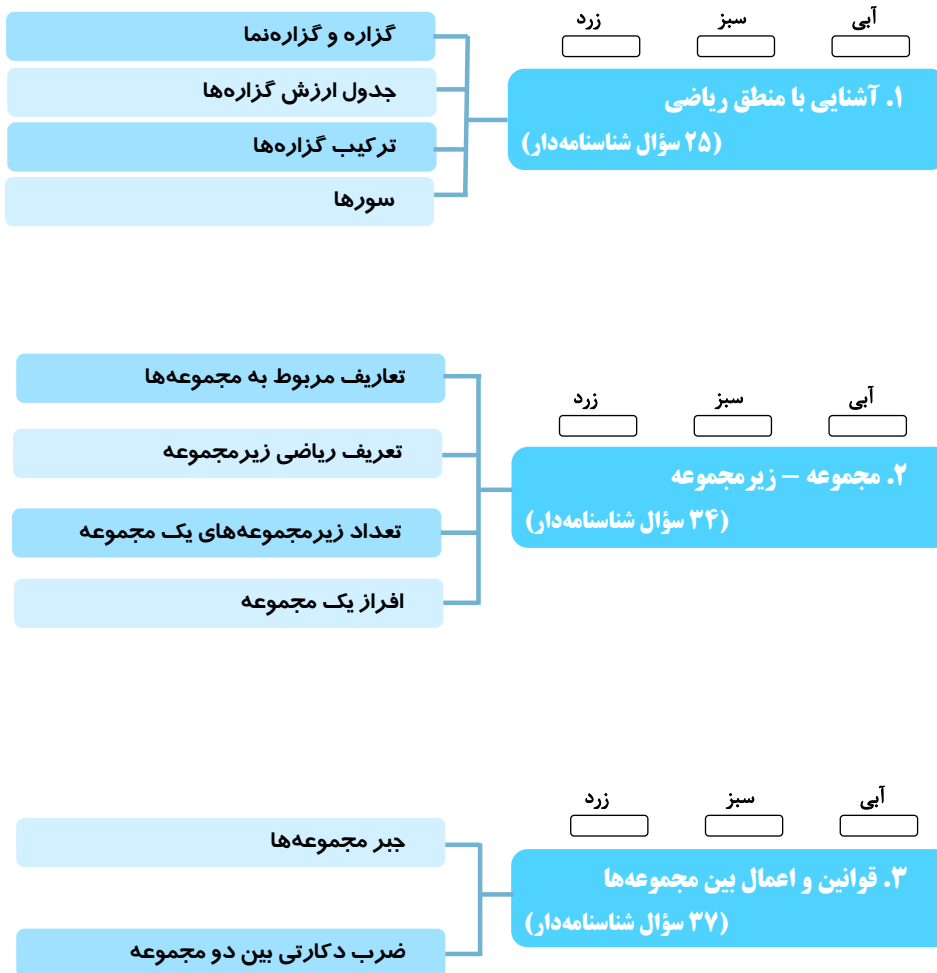 آبی سبز زرد
۱. آشنایی با منطق ریاضی
(۲۵ سؤال شناسنامه‌دار)
گزاره و گزاره‌نما
جدول ارزش گزاره‌ها
ترکیب گزاره‌ها
سورها
آبی سبز زرد
۲. مجموعه – زیرمجموعه
(۳۴ سؤال شناسنامه‌دار)
تعاریف مربوط به مجموعه‌ها
تعریف ریاضی زیرمجموعه
تعداد زیرمجموعه‌های یک مجموعه
افراز یک مجموعه
آبی سبز زرد
۳. قوانین و اعمال بین مجموعه‌ها
(۳۷ سؤال شناسنامه‌دار)
جبر مجموعه‌ها
ضرب دکارتی بین دو مجموعه